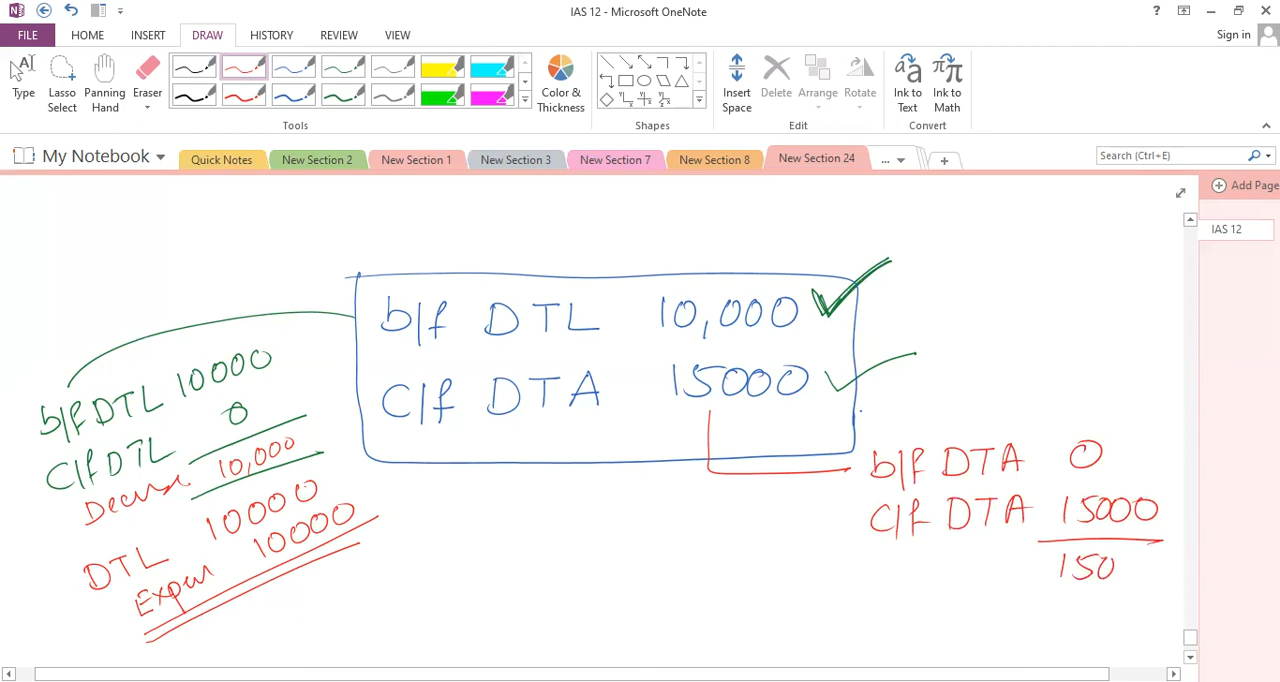 IAS 12 - Microsoft OneNote
?
FILE HOME INSERT DRAW HISTORY REVIEW VIEW
Sign in
Type
Lasso Select
Panning Hand
Eraser
Color & Thickness
Insert Space
Delete
Arrange
Rotate
Ink to Text
Ink to Math
Tools
Shapes
Edit
Convert
My Notebook
Quick Notes
New Section 2
New Section 1
New Section 3
New Section 7
New Section 8
New Section 24
...
Search (Ctrl+E)
Add Page
IAS 12
b/f DTL 10,000
C/f DTA 15000
b/f DTL 10000
C/f DTL 0
Decrease 10,000
DTL 10000
Expen 10000
b/f DTA 0
C/f DTA 15000
150